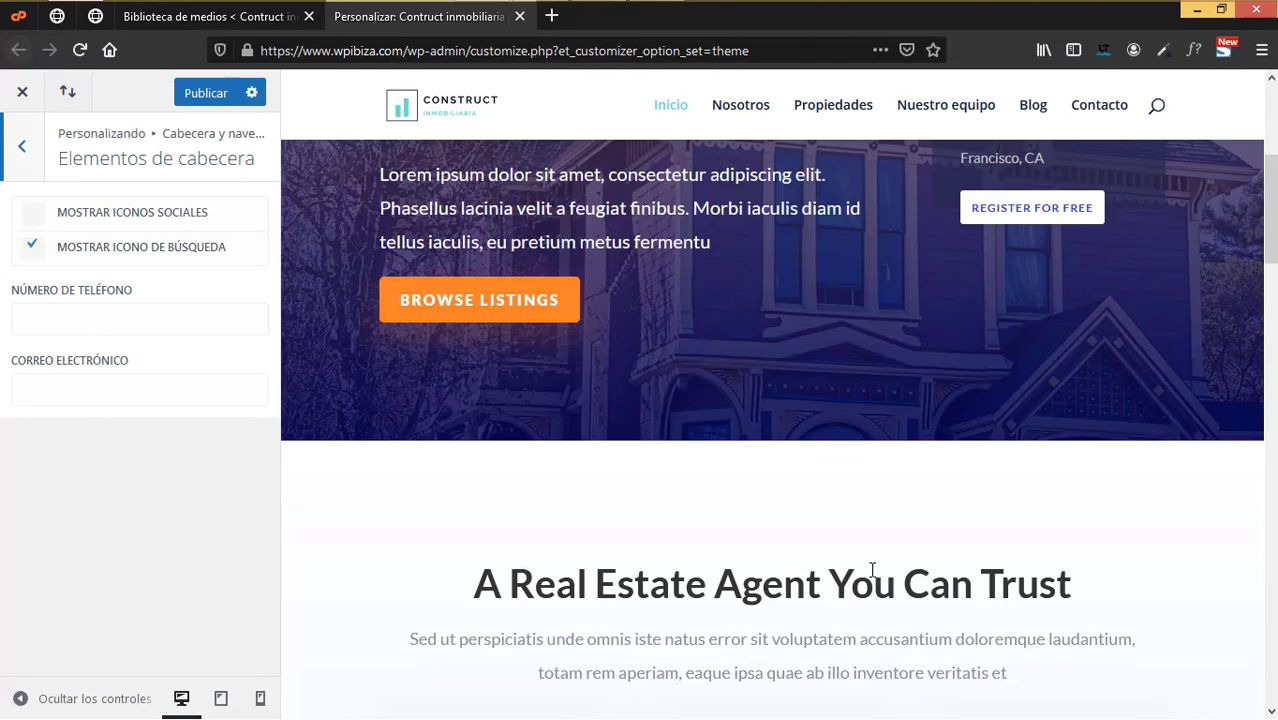 Biblioteca de medios < Contruct in
Personalizar: Contruct inmobiliaria
https://www.wpibiza.com/wp-admin/customize.php?et_customizer_option_set=theme
New
Publicar
Personalizando ▸ Cabecera y nave...
Elementos de cabecera
MOSTRAR ICONOS SOCIALES
MOSTRAR ICONO DE BÚSQUEDA
NÚMERO DE TELÉFONO
CORREO ELECTRÓNICO
Ocultar los controles
CONSTRUCT
INMOBILIARIA
Inicio Nosotros Propiedades Nuestro equipo Blog Contacto
Lorem ipsum dolor sit amet, consectetur adipiscing elit.
Phasellus lacinia velit a feugiat finibus. Morbi iaculis diam id
tellus iaculis, eu pretium metus fermentu
BROWSE LISTINGS
Francisco, CA
REGISTER FOR FREE
A Real Estate Agent You Can Trust
Sed ut perspiciatis unde omnis iste natus error sit voluptatem accusantium doloremque laudantium,
totam rem aperiam, eaque ipsa quae ab illo inventore veritatis et